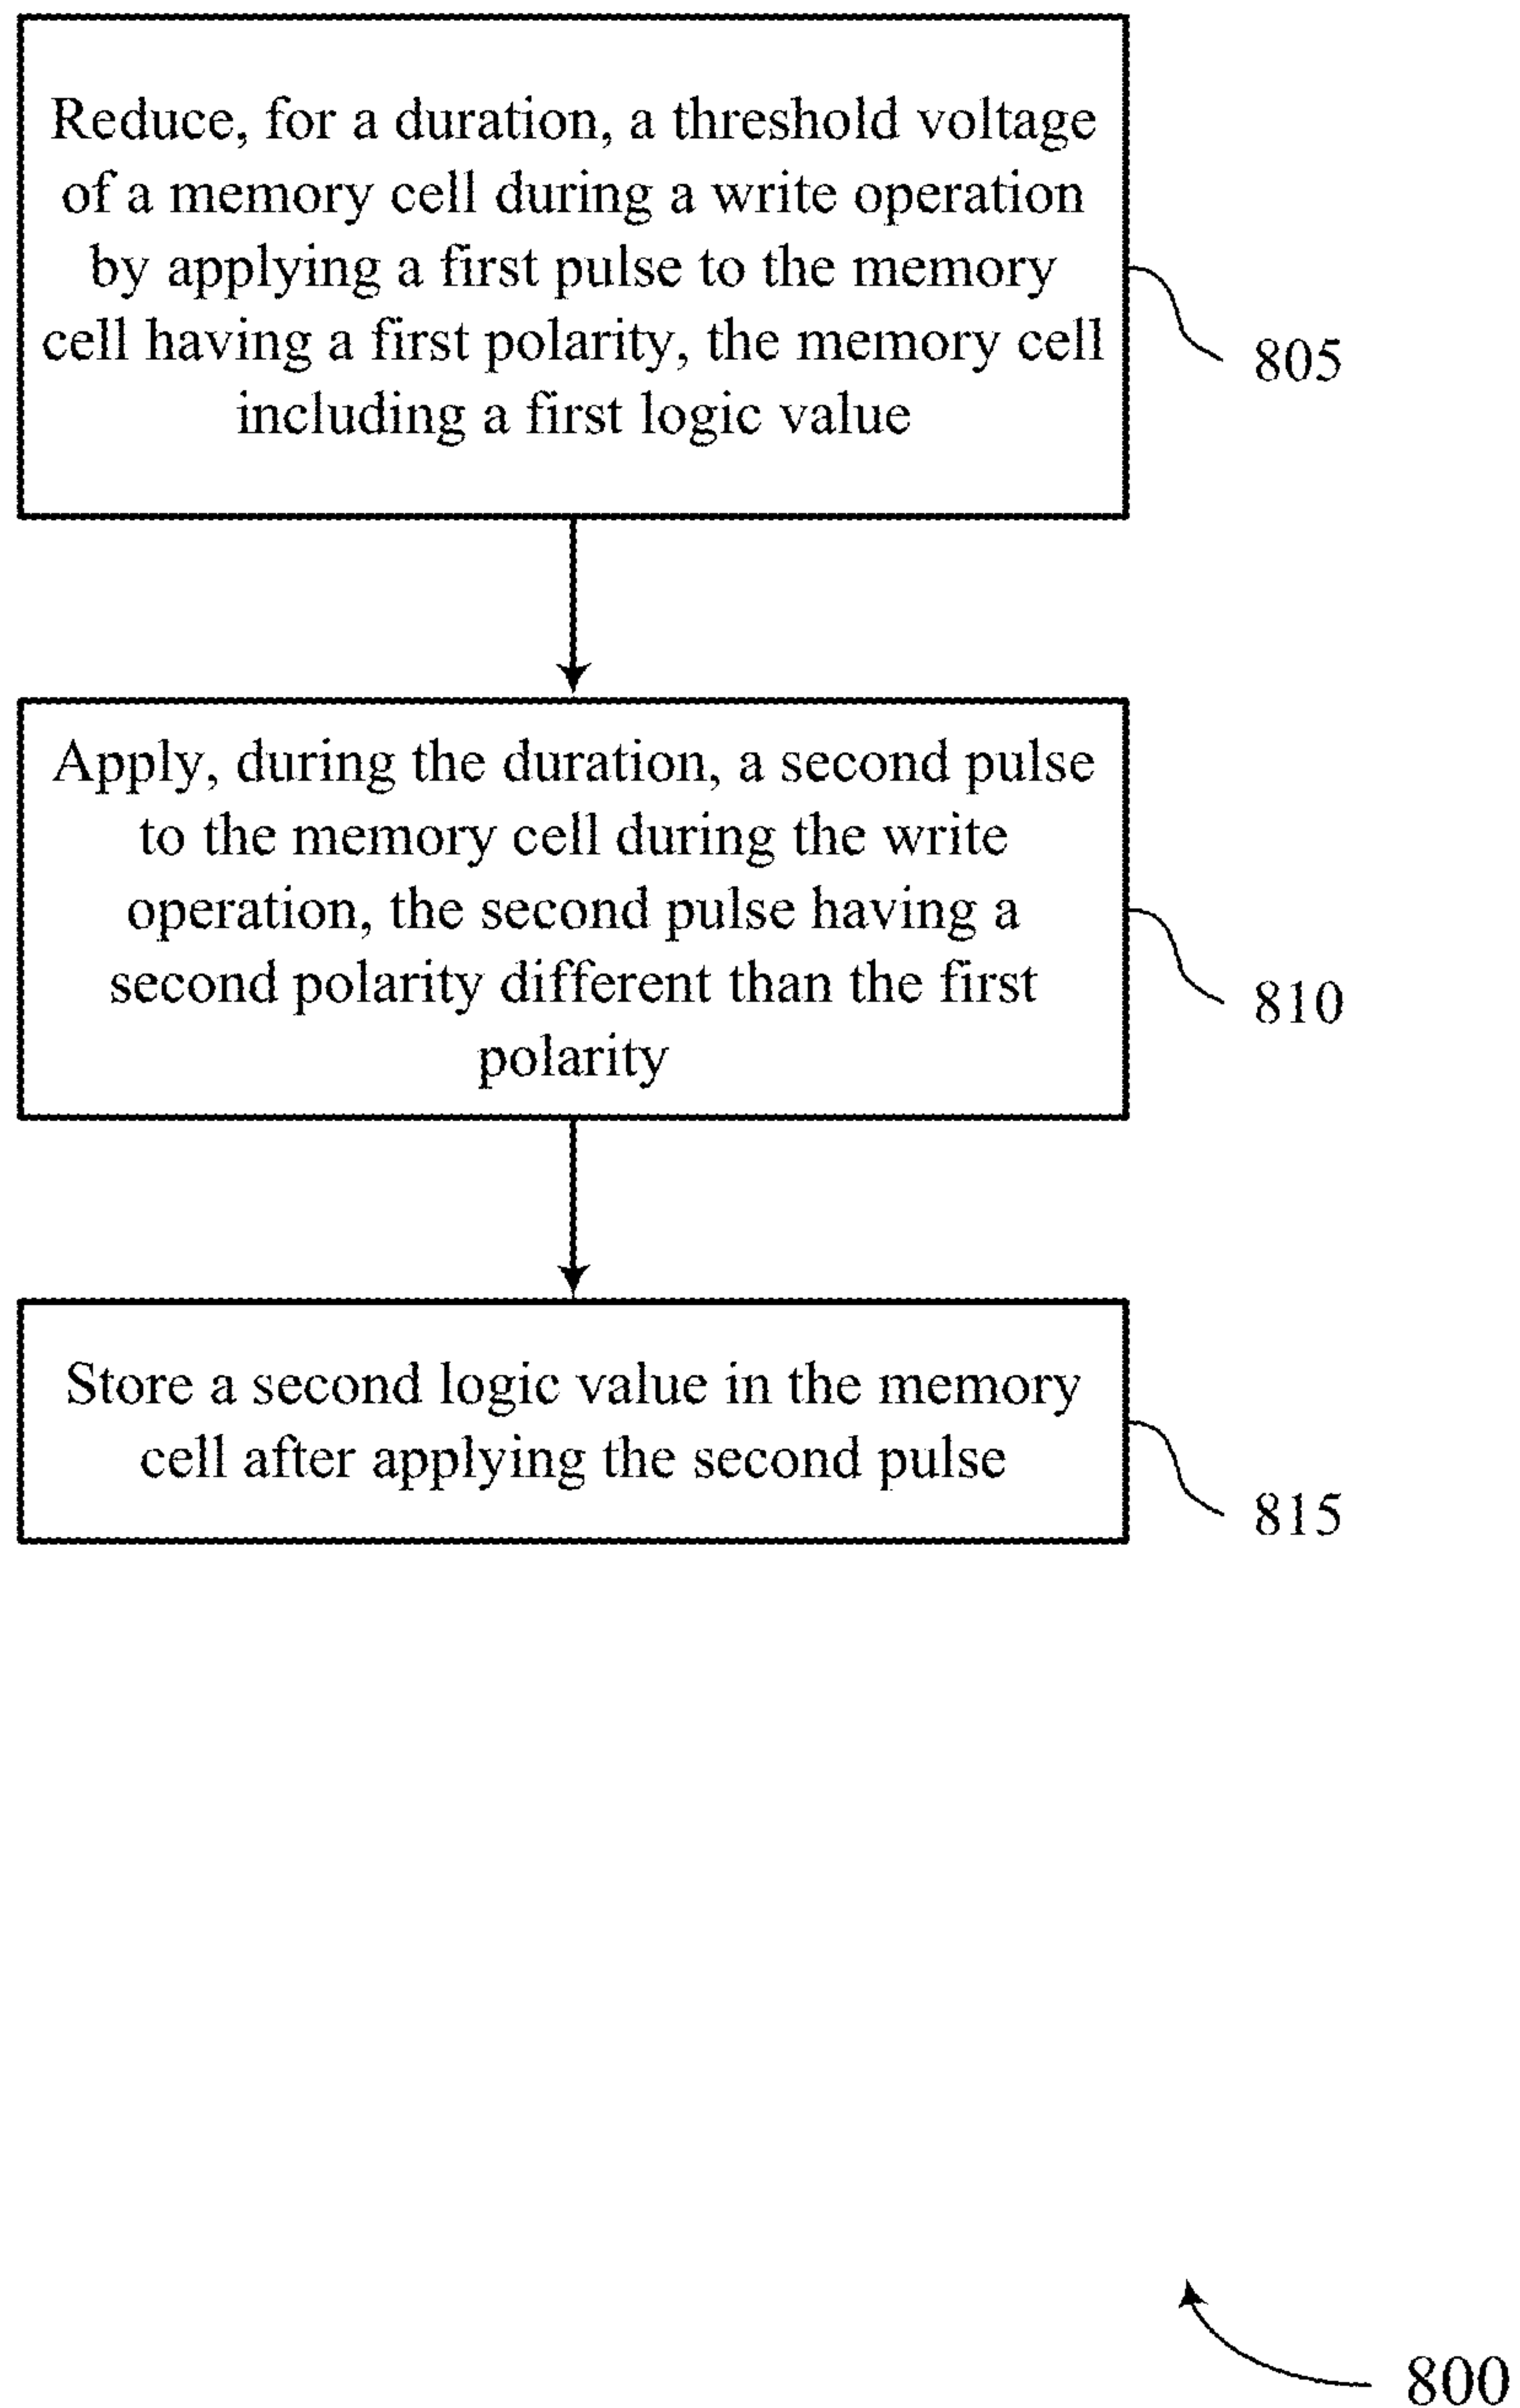 Reduce, for a duration, a threshold voltage
of a memory cell during a write operation
by applying a first pulse to the memory
cell having a first polarity, the memory cell
including a first logic value
805
Apply, during the duration, a second pulse
to the memory cell during the write
operation, the second pulse having a
second polarity different than the first
polarity
810
Store a second logic value in the memory
cell after applying the second pulse
815
800